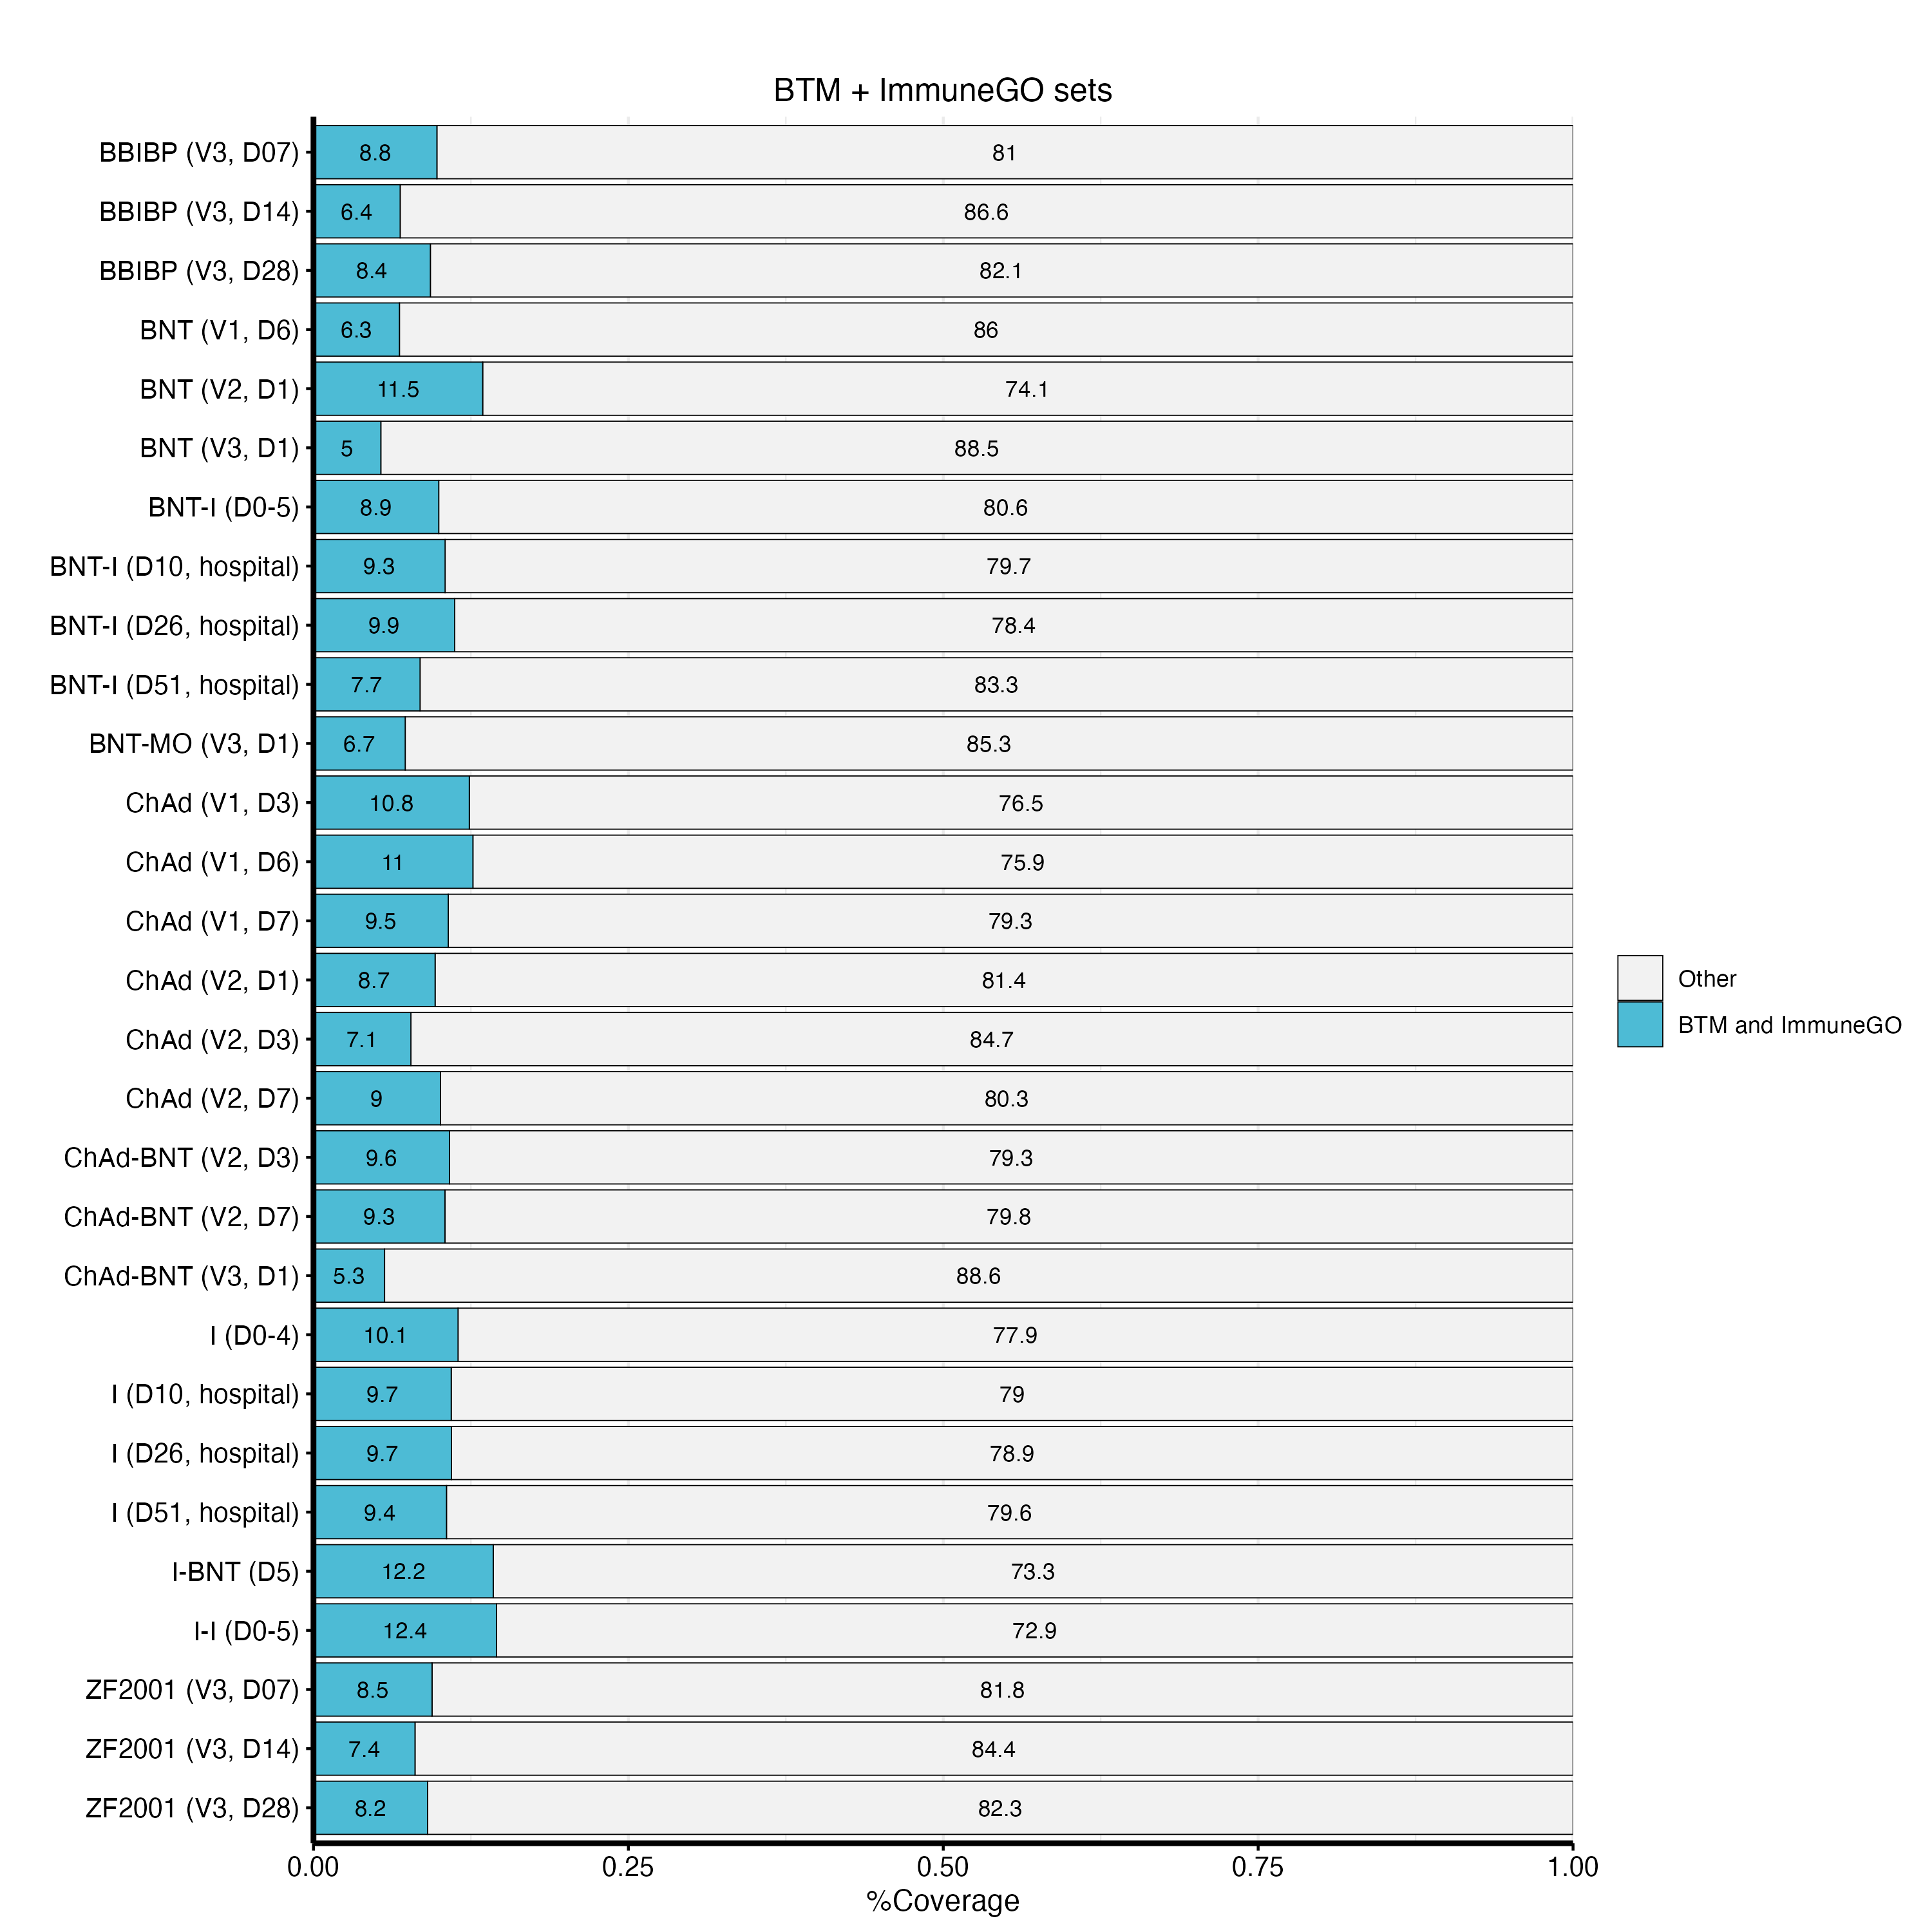 BTM + ImmuneGO sets
BBIBP (V3, D07) 8.8 81
BBIBP (V3, D14) 6.4 86.6
BBIBP (V3, D28) 8.4 82.1
BNT (V1, D6) 6.3 86
BNT (V2, D1) 11.5 74.1
BNT (V3, D1) 5 88.5
BNT-I (D0-5) 8.9 80.6
BNT-I (D10, hospital) 9.3 79.7
BNT-I (D26, hospital) 9.9 78.4
BNT-I (D51, hospital) 7.7 83.3
BNT-MO (V3, D1) 6.7 85.3
ChAd (V1, D3) 10.8 76.5
ChAd (V1, D6) 11 75.9
ChAd (V1, D7) 9.5 79.3
ChAd (V2, D1) 8.7 81.4
ChAd (V2, D3) 7.1 84.7
ChAd (V2, D7) 9 80.3
ChAd-BNT (V2, D3) 9.6 79.3
ChAd-BNT (V2, D7) 9.3 79.8
ChAd-BNT (V3, D1) 5.3 88.6
I (D0-4) 10.1 77.9
I (D10, hospital) 9.7 79
I (D26, hospital) 9.7 78.9
I (D51, hospital) 9.4 79.6
I-BNT (D5) 12.2 73.3
I-I (D0-5) 12.4 72.9
ZF2001 (V3, D07) 8.5 81.8
ZF2001 (V3, D14) 7.4 84.4
ZF2001 (V3, D28) 8.2 82.3
0.00 0.25 0.50 0.75 1.00
%Coverage
Other
BTM and ImmuneGO